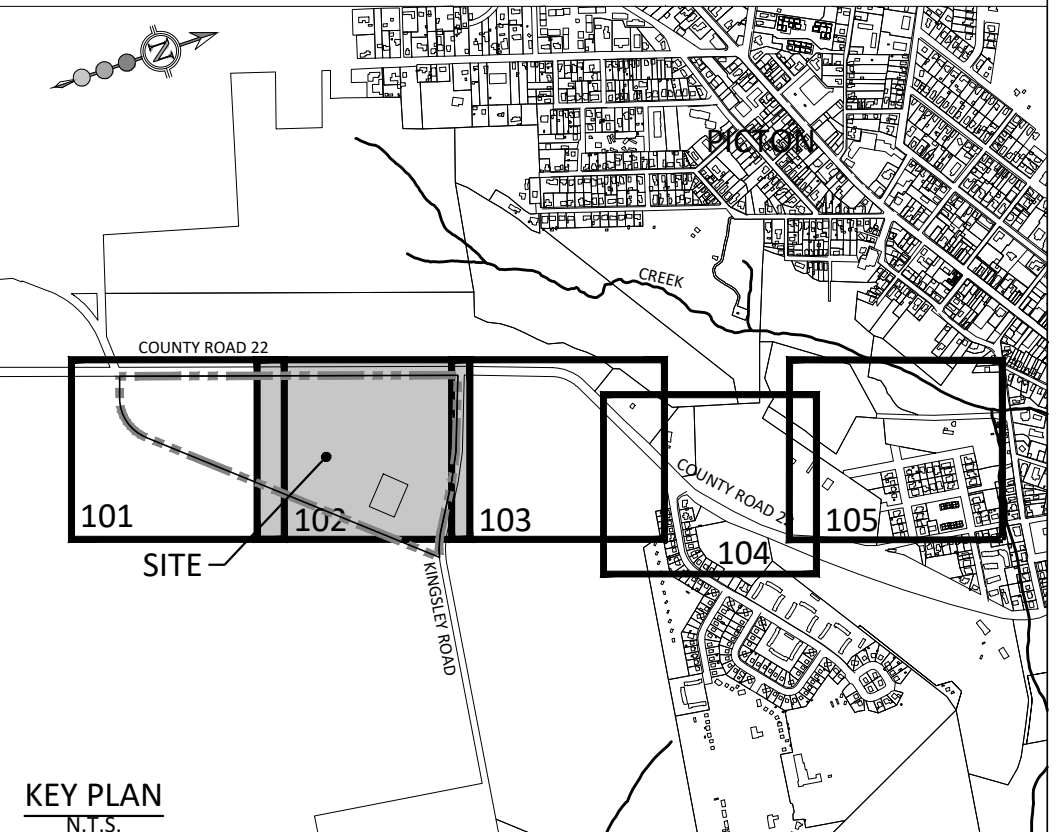 N
PICTON
CREEK
COUNTY ROAD 22
COUNTY ROAD 22
101
102
103
104
105
SITE
KINGSLEY ROAD
KEY PLAN
N.T.S.